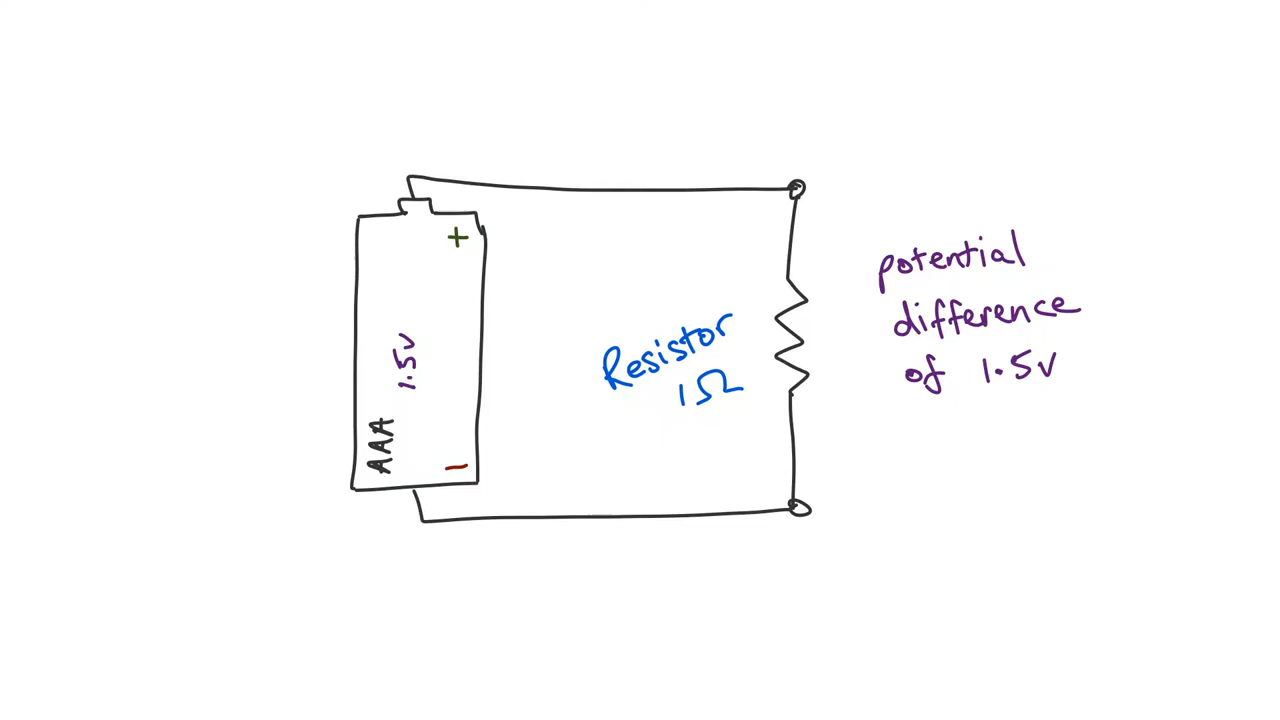 +
1.5V
AAA
−
Resistor
1Ω
potential
difference
of 1.5V